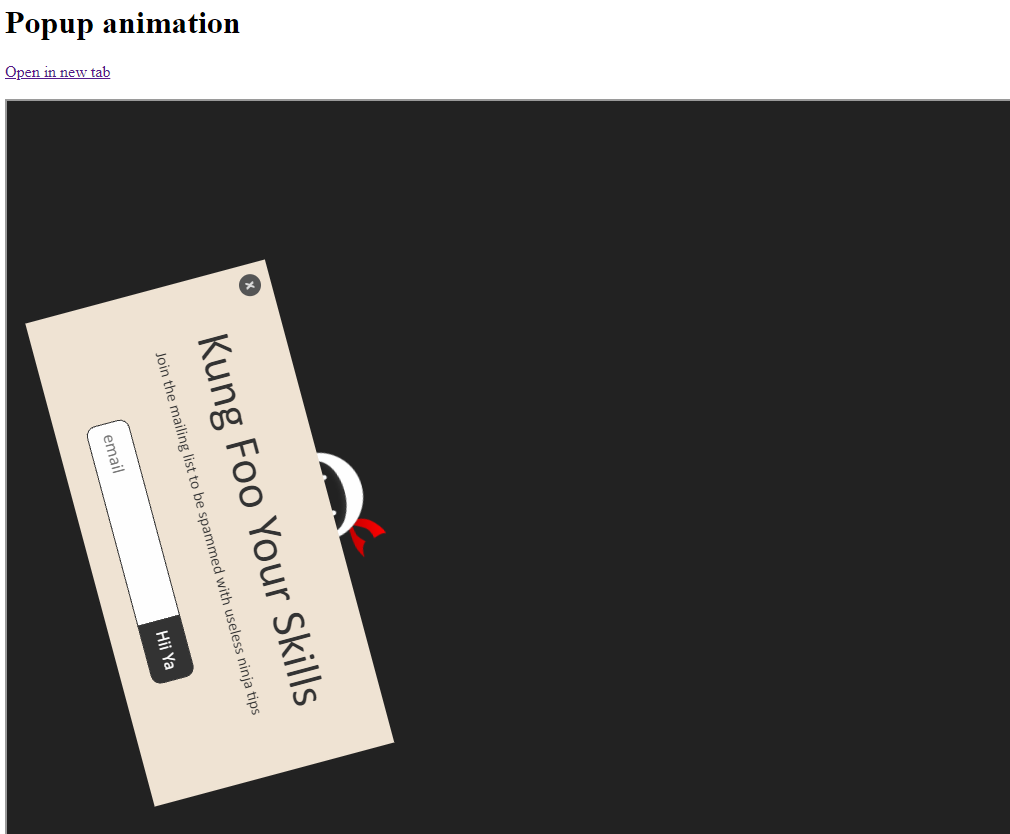 Popup animation
Open in new tab
x
Kung Foo Your Skills
Join the mailing list to be spammed with useless ninja tips
email
Hii Ya